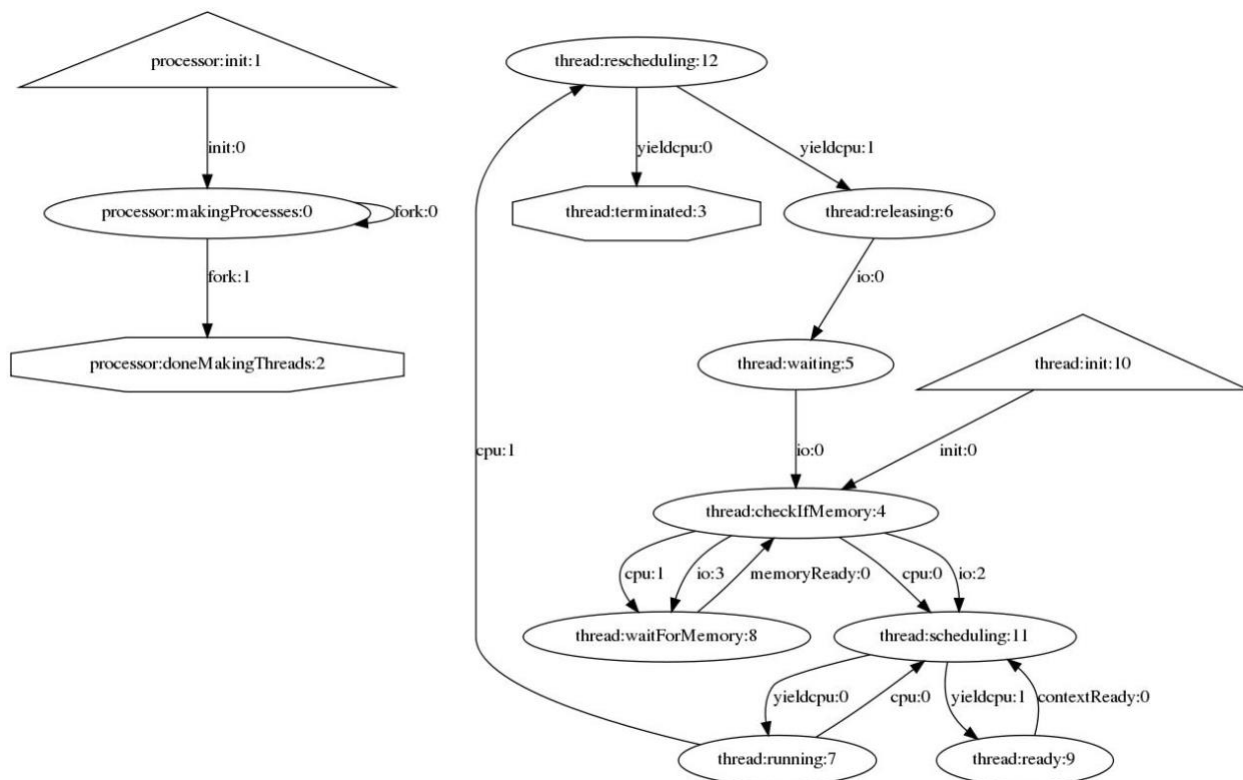 processor:init:1
thread:rescheduling:12
init:0
yieldcpu:0
yieldcpu:1
processor:makingProcesses:0
fork:0
thread:terminated:3
thread:releasing:6
fork:1
io:0
processor:doneMakingThreads:2
thread:waiting:5
thread:init:10
cpu:1
io:0
init:0
thread:checkIfMemory:4
cpu:1
io:3
memoryReady:0
cpu:0
io:2
thread:waitForMemory:8
thread:scheduling:11
yieldcpu:0
cpu:0
yieldcpu:1
contextReady:0
thread:running:7
thread:ready:9